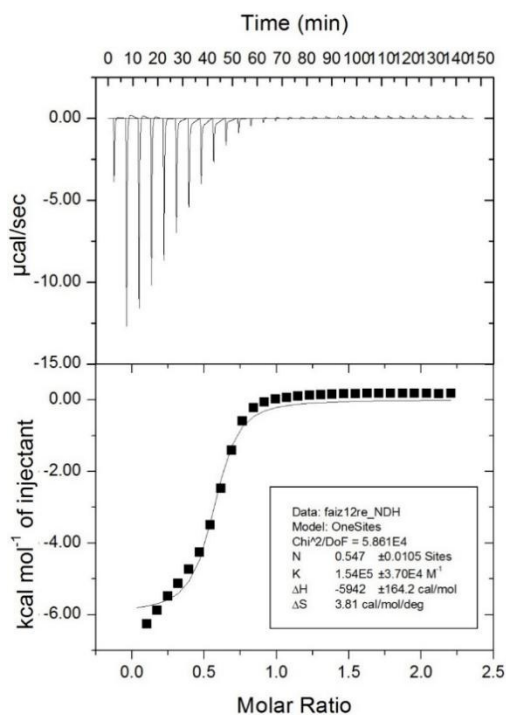 Time (min)
0 10 20 30 40 50 60 70 80 90 100 110 120 130 140 150
0.00
-5.00
-10.00
-15.00
µcal/sec
0.00
-2.00
-4.00
-6.00
kcal mol⁻¹ of injectant
Data: faiz12re_NDH
Model: OneSites
Chi^2/DoF = 5.861E4
N 0.547 ±0.0105 Sites
K 1.54E5 ±3.70E4 M⁻¹
ΔH -5942 ±164.2 cal/mol
ΔS 3.81 cal/mol/deg
0.0 0.5 1.0 1.5 2.0 2.5
Molar Ratio